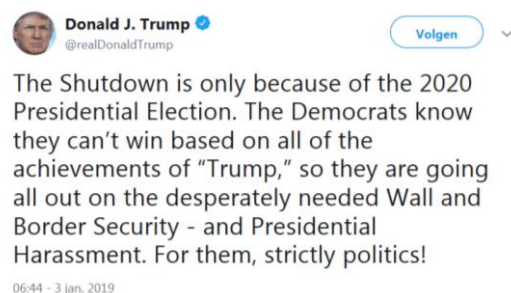 Donald J. Trump
@realDonaldTrump
Volgen
The Shutdown is only because of the 2020
Presidential Election. The Democrats know
they can’t win based on all of the
achievements of “Trump,” so they are going
all out on the desperately needed Wall and
Border Security - and Presidential
Harassment. For them, strictly politics!
06:44 - 3 jan. 2019